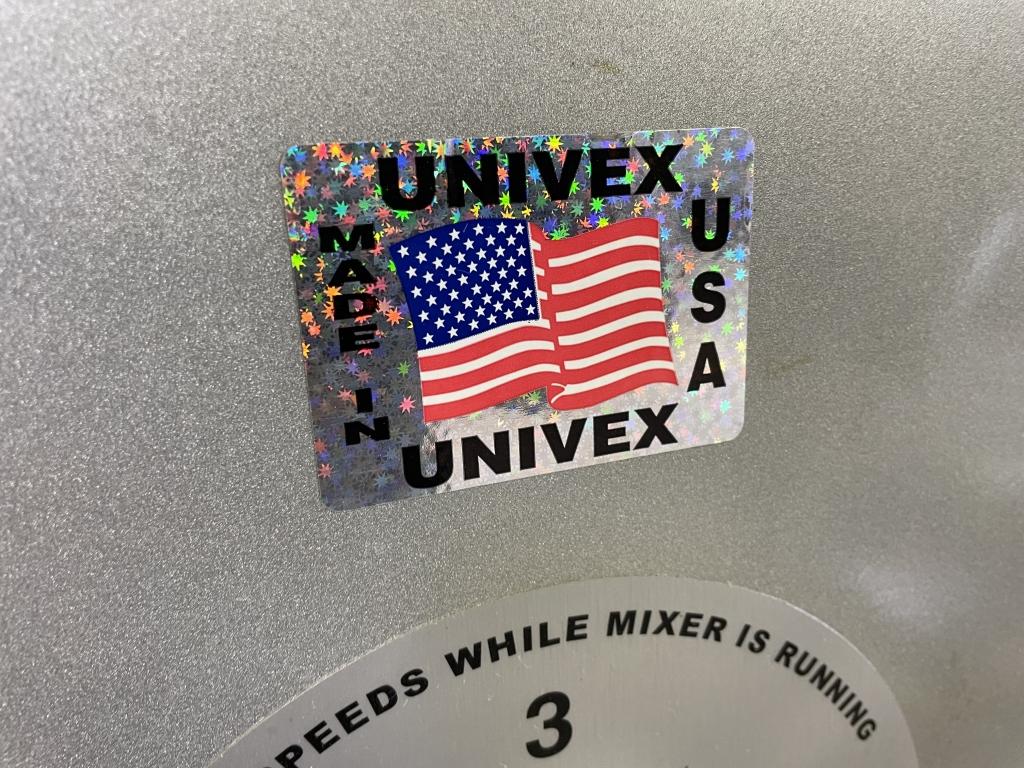 UNIVEX
MADE IN
USA
UNIVEX
SPEEDS WHILE MIXER IS RUNNING
3